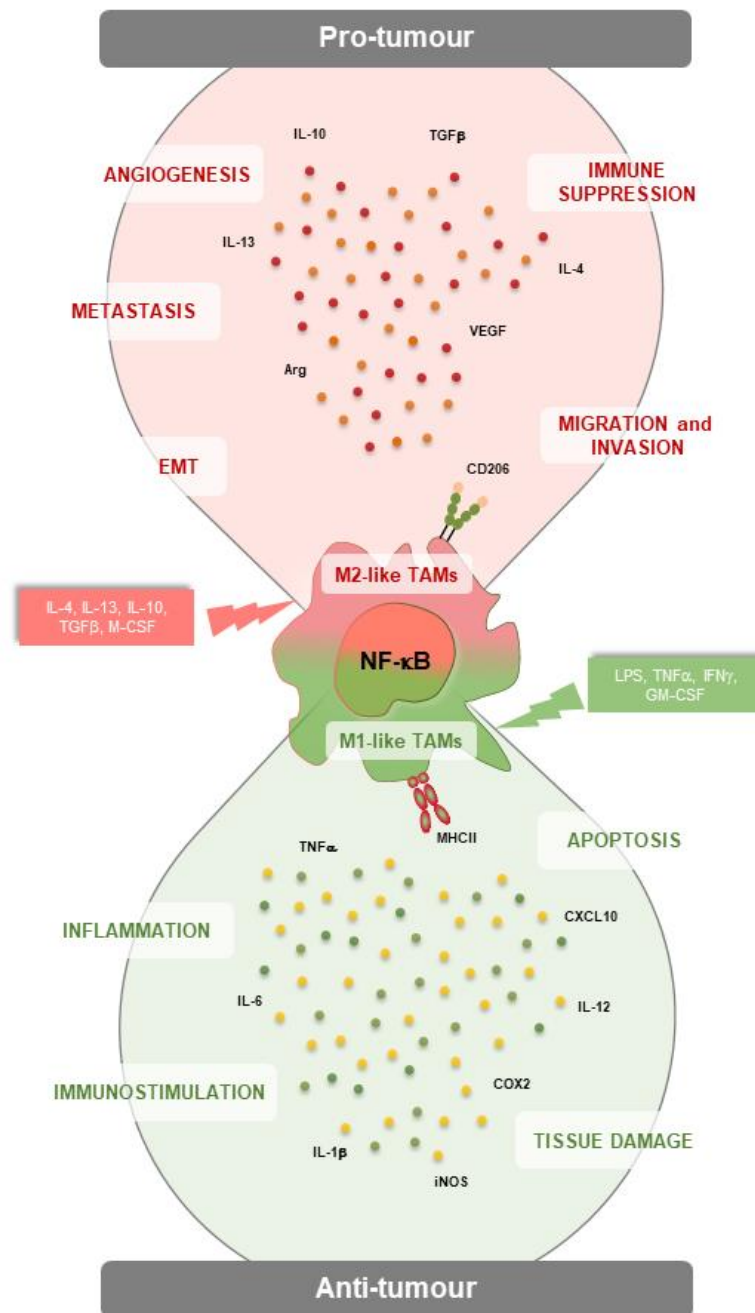 Pro-tumour
IL-10
TGFβ
ANGIOGENESIS
IMMUNE
SUPPRESSION
IL-13
IL-4
METASTASIS
VEGF
Arg
MIGRATION and
INVASION
EMT
CD206
M2-like TAMs
IL-4, IL-13, IL-10,
TGFβ, M-CSF
NF-κB
LPS, TNFα, IFNγ,
GM-CSF
M1-like TAMs
MHCII
TNFα
APOPTOSIS
CXCL10
INFLAMMATION
IL-6
IL-12
COX2
IMMUNOSTIMULATION
TISSUE DAMAGE
IL-1β
iNOS
Anti-tumour